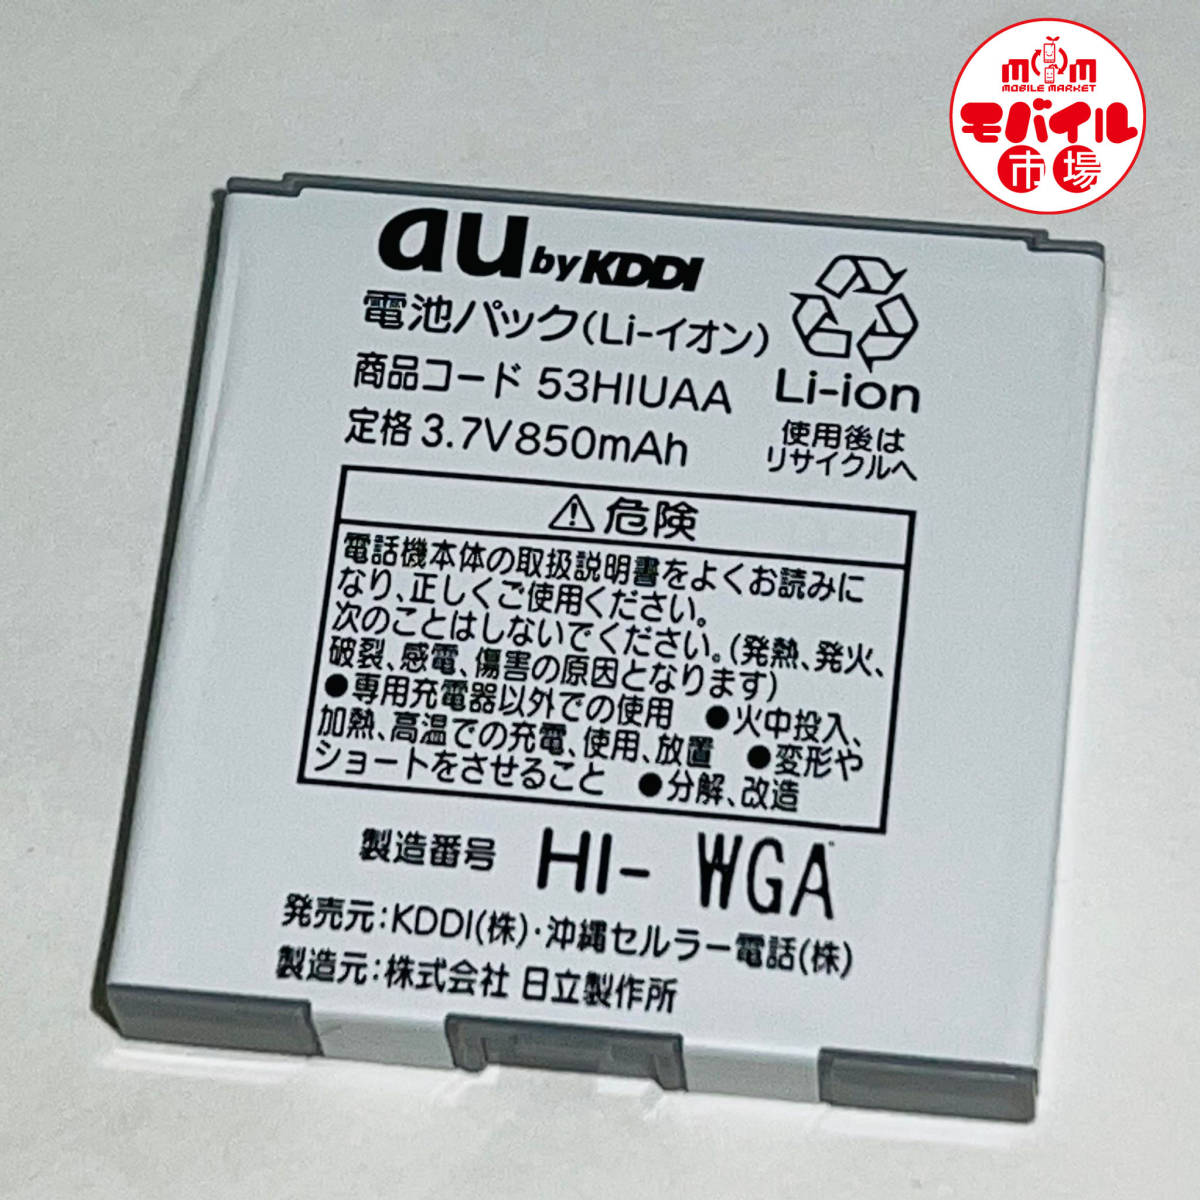 MOBILE MARKET
モバイル
市場
au by KDDI
電池パック(Li-イオン)
商品コード 53HIUAA
定格 3.7V 850mAh
Li-ion
使用後は
リサイクルへ
⚠危険
電話機本体の取扱説明書をよくお読みに
なり、正しくご使用ください。
次のことはしないでください。(発熱、発火、
破裂、感電、傷害の原因となります)
●専用充電器以外での使用 ●火中投入、
加熱、高温での充電、使用、放置 ●変形や
ショートをさせること ●分解、改造
製造番号 HI- WGA
発売元:KDDI(株)・沖縄セルラー電話(株)
製造元:株式会社 日立製作所